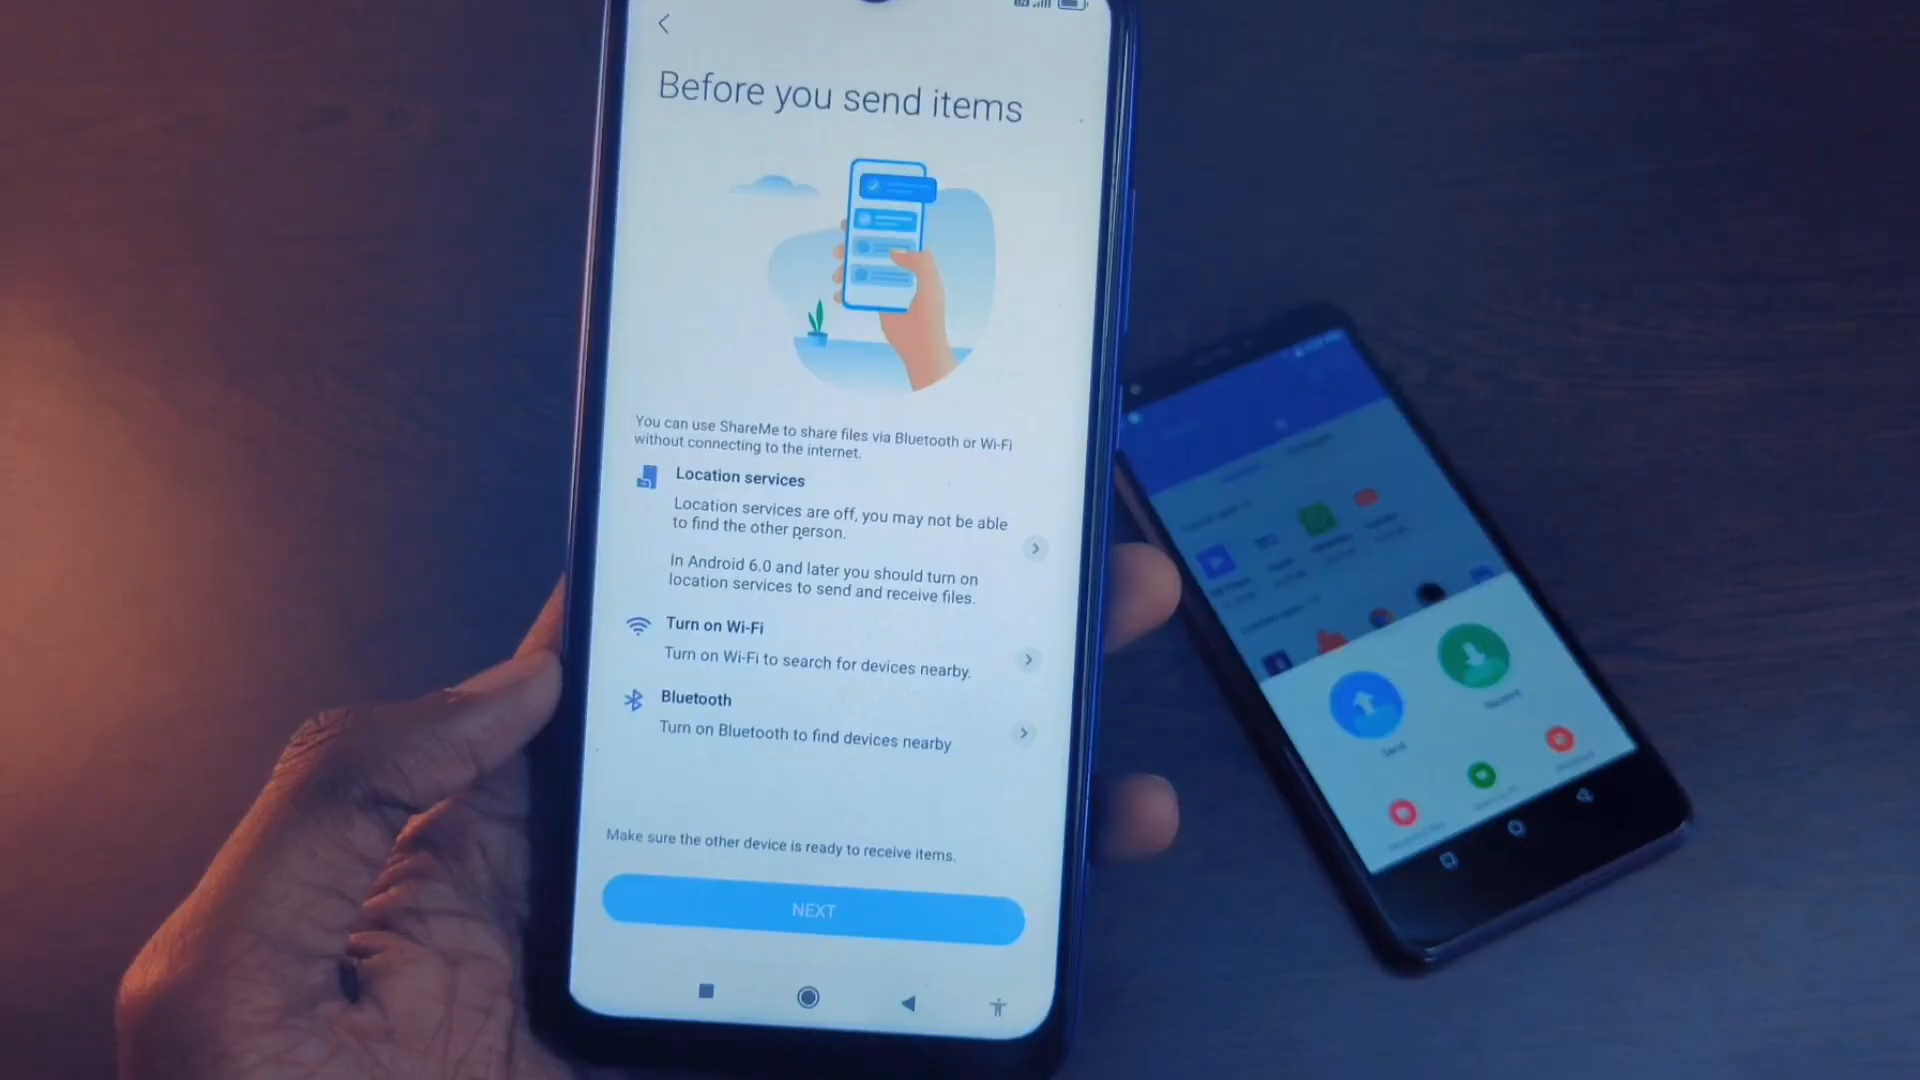 Before you send items
You can use ShareMe to share files via Bluetooth or Wi-Fi
without connecting to the internet.
Location services
Location services are off, you may not be able
to find the other person.
In Android 6.0 and later you should turn on
location services to send and receive files.
Turn on Wi-Fi
Turn on Wi-Fi to search for devices nearby.
Bluetooth
Turn on Bluetooth to find devices nearby
Make sure the other device is ready to receive items.
NEXT
Send
Receive